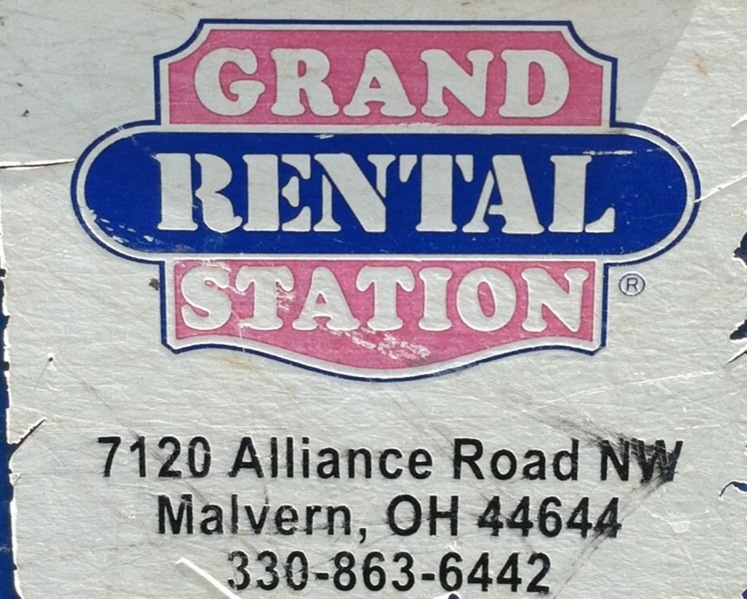 GRAND
RENTAL
STATION®
7120 Alliance Road NW
Malvern, OH 44644
330-863-6442